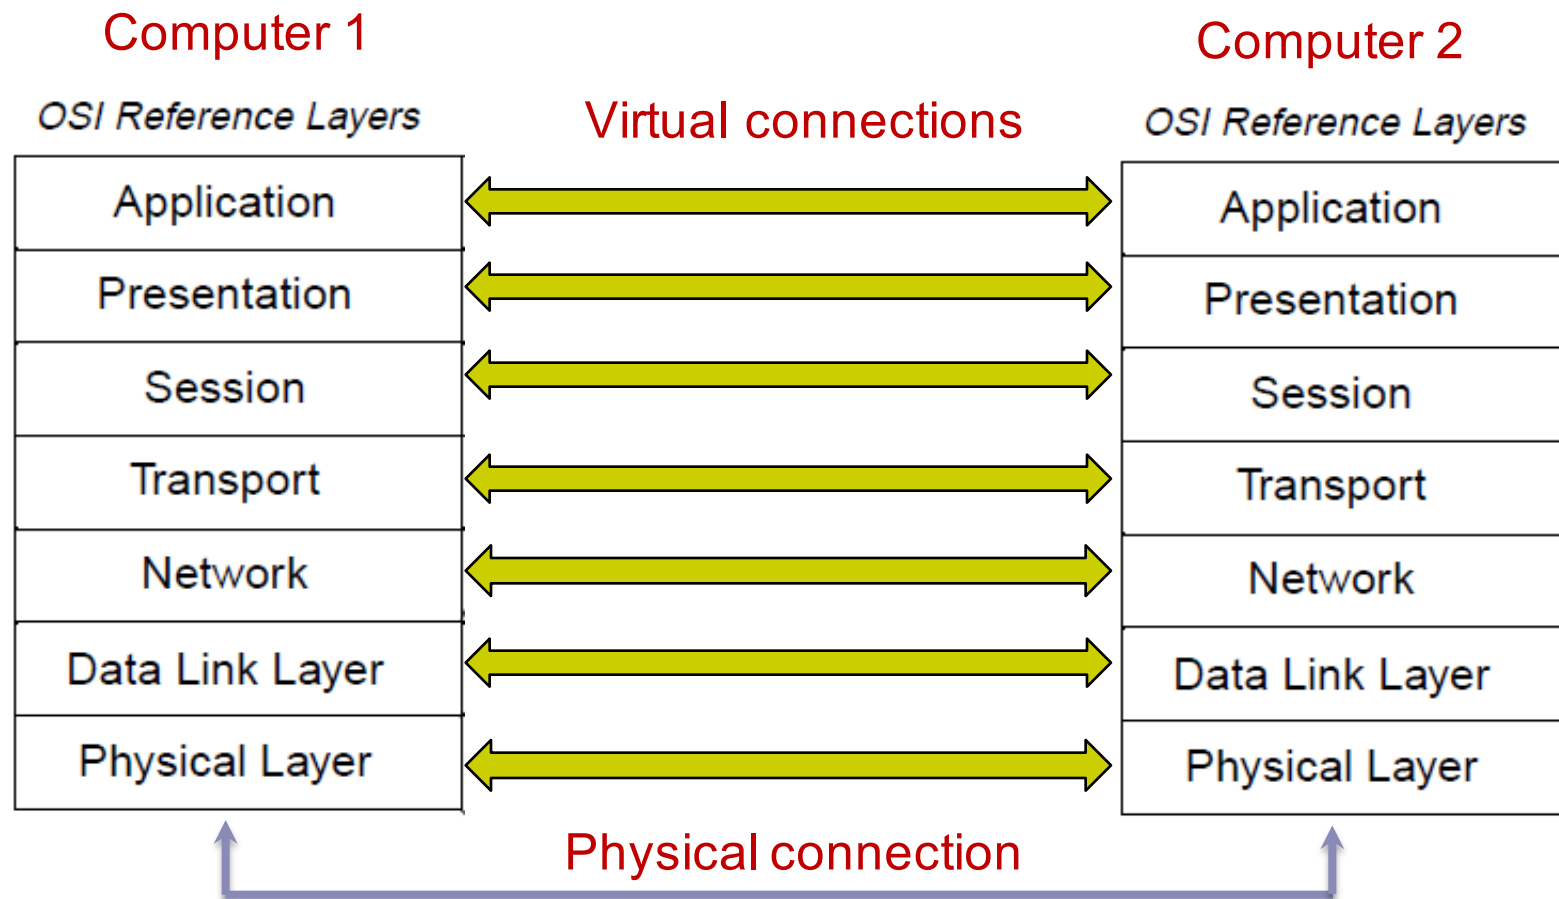 Computer 1
Computer 2
OSI Reference Layers
Virtual connections
OSI Reference Layers
Application
Application
Presentation
Presentation
Session
Session
Transport
Transport
Network
Network
Data Link Layer
Data Link Layer
Physical Layer
Physical Layer
Physical connection